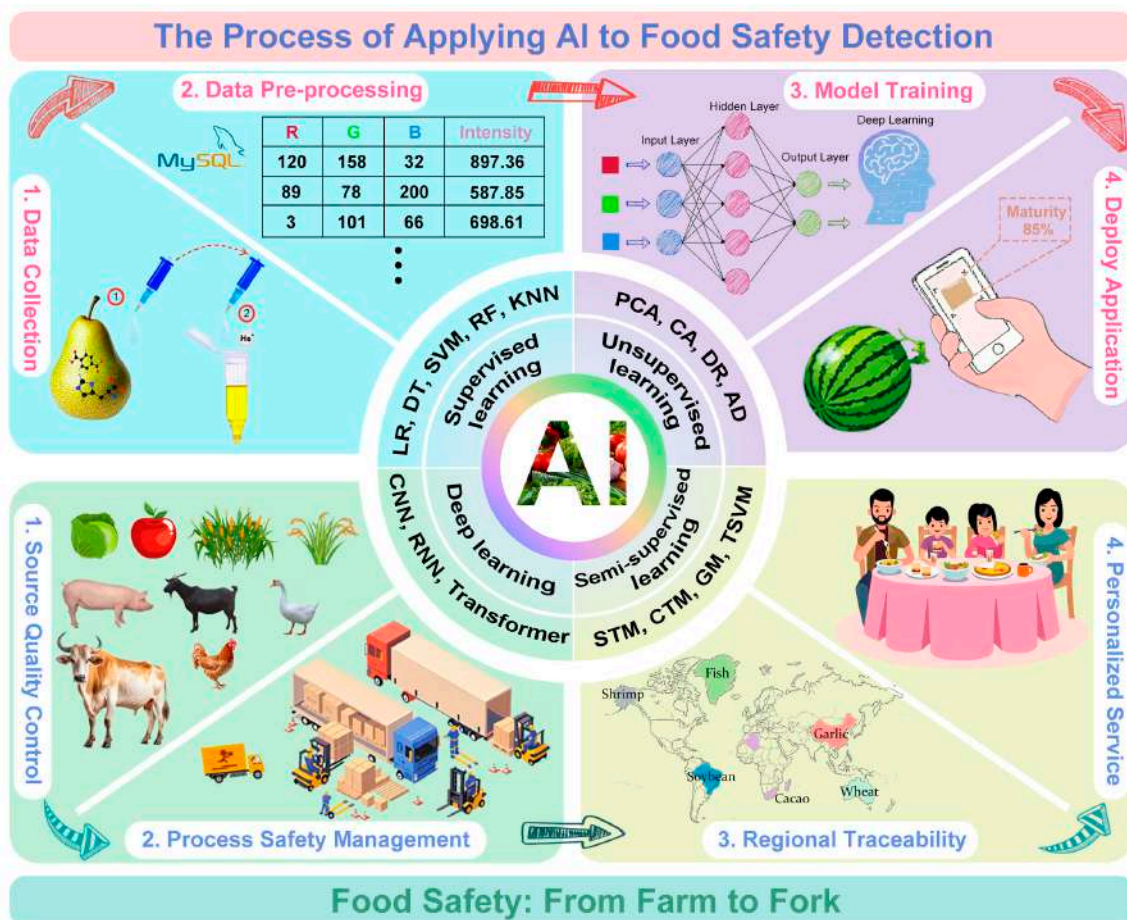 The Process of Applying AI to Food Safety Detection
1. Data Collection
①
②
2. Data Pre-processing
MySQL
R G B Intensity
120 158 32 897.36
89 78 200 587.85
3 101 66 698.61
3. Model Training
Input Layer
Hidden Layer
Output Layer
Deep Learning
4. Deploy Application
Maturity
85%
LR, DT, SVM, RF, KNN
Supervised
learning
PCA, CA, DR, AD
Unsupervised
learning
AI
CNN, RNN, Transformer
Deep learning
Semi-supervised
learning
STM, CTM, GM, TSVM
1. Source Quality Control
2. Process Safety Management
3. Regional Traceability
Shrimp
Fish
Garlic
Soybean
Cacao
Wheat
4. Personalized Service
Food Safety: From Farm to Fork